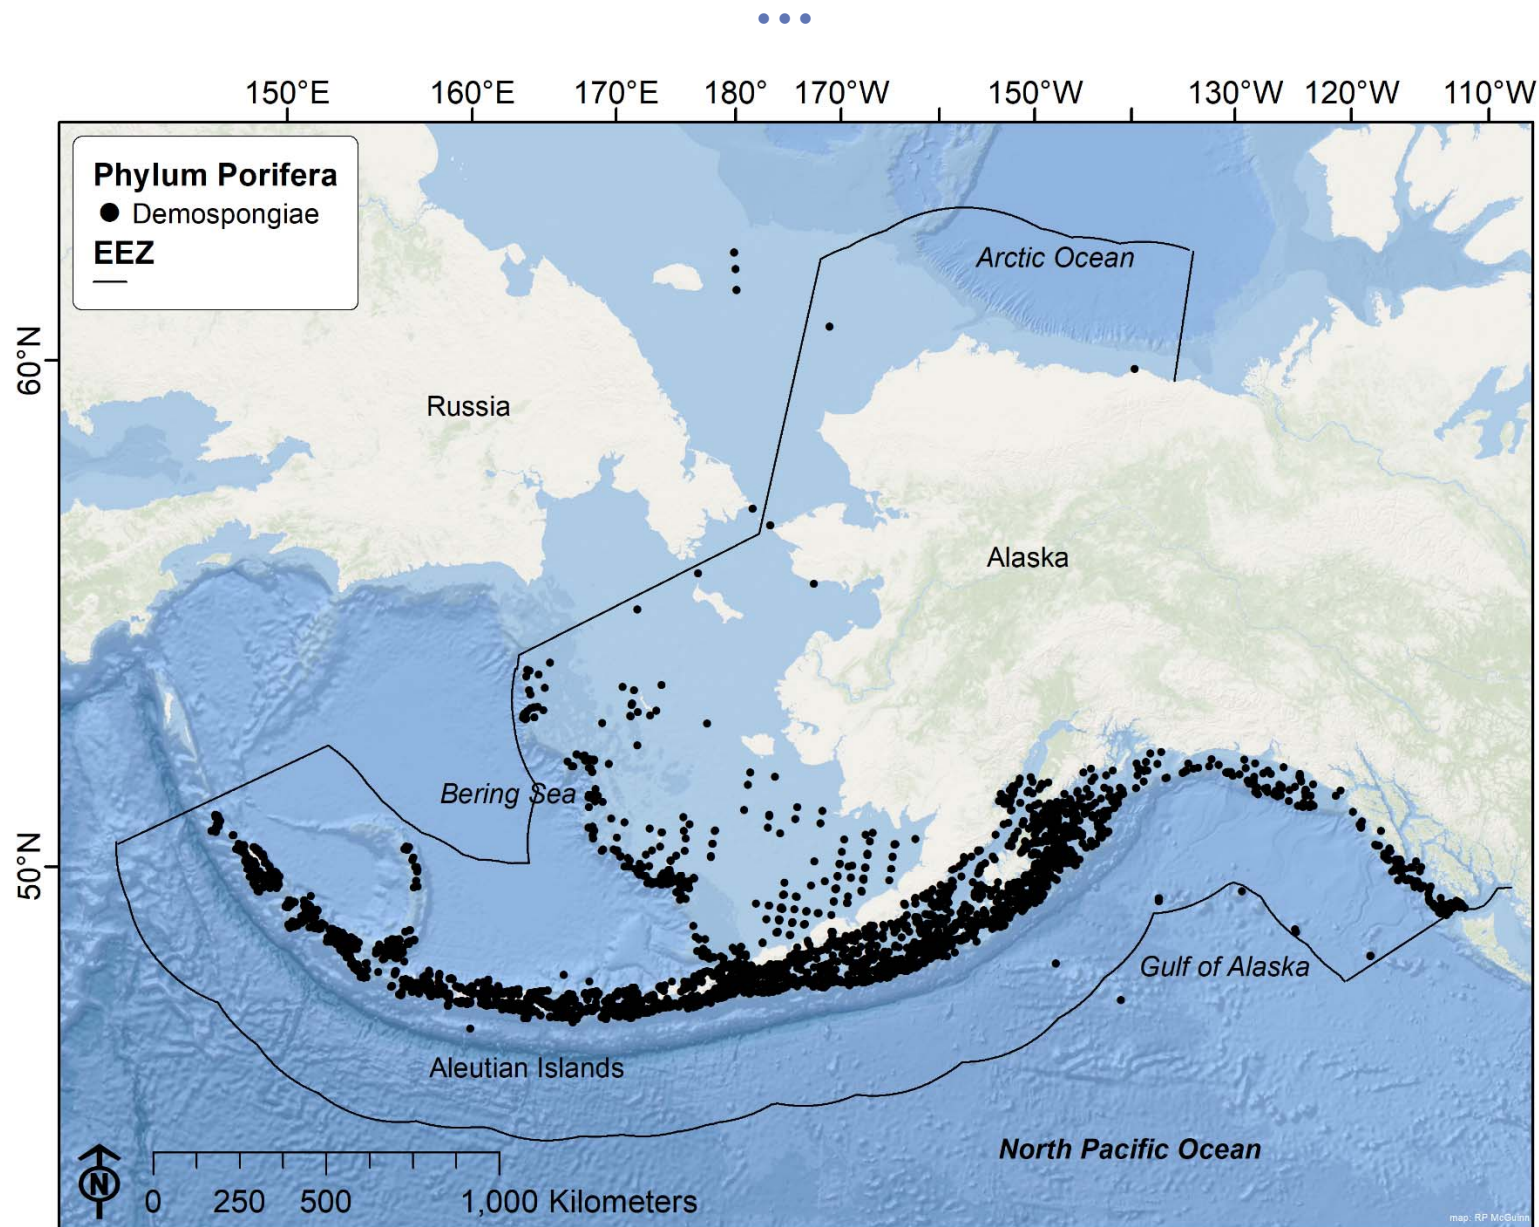 150°E 160°E 170°E 180° 170°W 150°W 130°W 120°W 110°W
Phylum Porifera
Demospongiae
EEZ
Arctic Ocean
60°N
Russia
Alaska
Bering Sea
50°N
Gulf of Alaska
Aleutian Islands
North Pacific Ocean
N
0 250 500 1,000 Kilometers
map: RP McGuinn